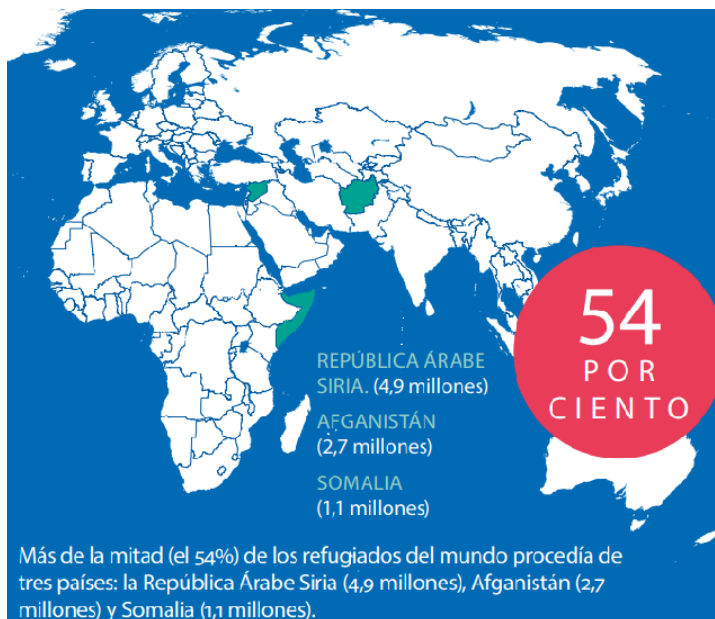 54
POR
CIENTO
REPÚBLICA ÁRABE
SIRIA. (4,9 millones)
AFGANISTÁN
(2,7 millones)
SOMALIA
(1,1 millones)
Más de la mitad (el 54%) de los refugiados del mundo procedía de
tres países: la República Árabe Siria (4,9 millones), Afganistán (2,7
millones) y Somalia (1,1 millones).